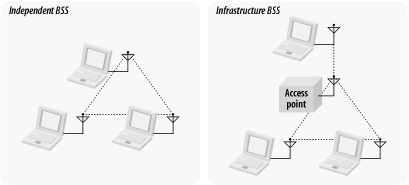 Independent BSS
Infrastructure BSS
Access
point